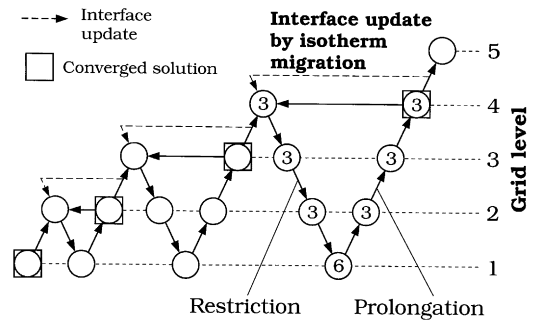 Interface
update
Converged solution
Interface update
by isotherm
migration
5
3
3
4
3
3
3
3
3
2
6
1
Grid level
Restriction
Prolongation